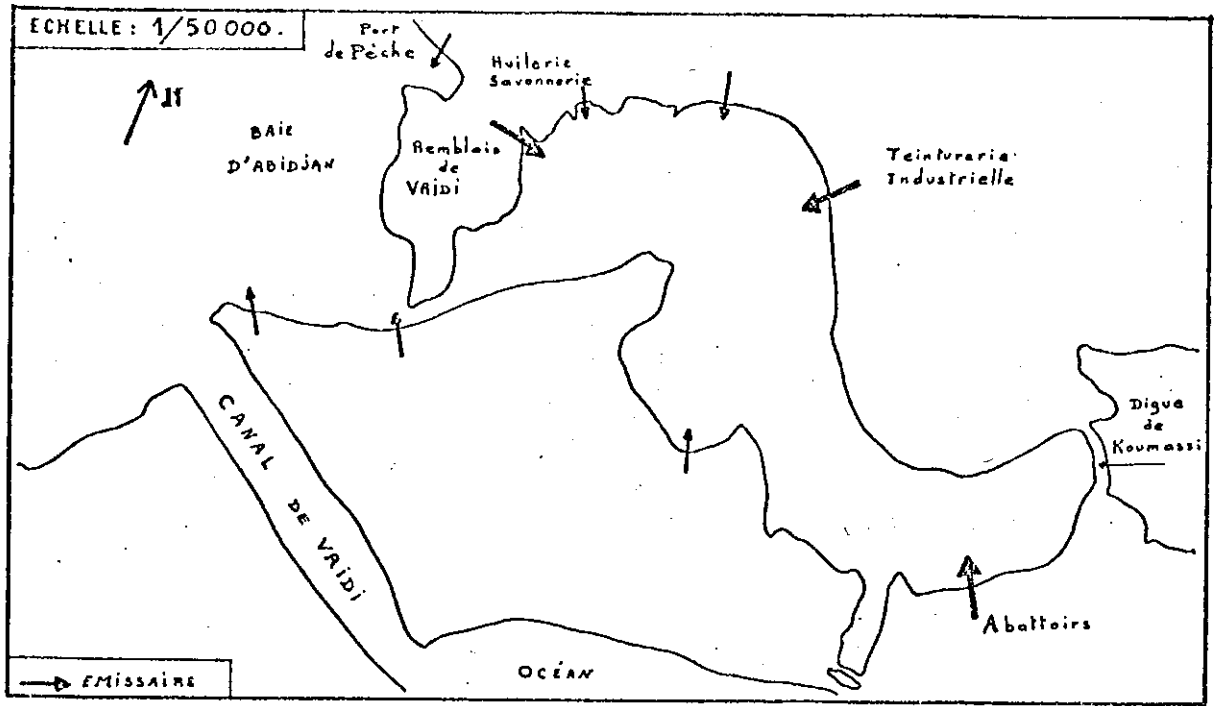 ECHELLE: 1/50 000.
Port
de Pêche
Huilerie
Savonnerie
N
BAIE
D'ABIDJAN
Remblais
de
VRIDI
Teinturerie
Industrielle
Digue
de
Koumassi
CANAL DE VRIDI
Abattoirs
OCÉAN
EMISSAIRE